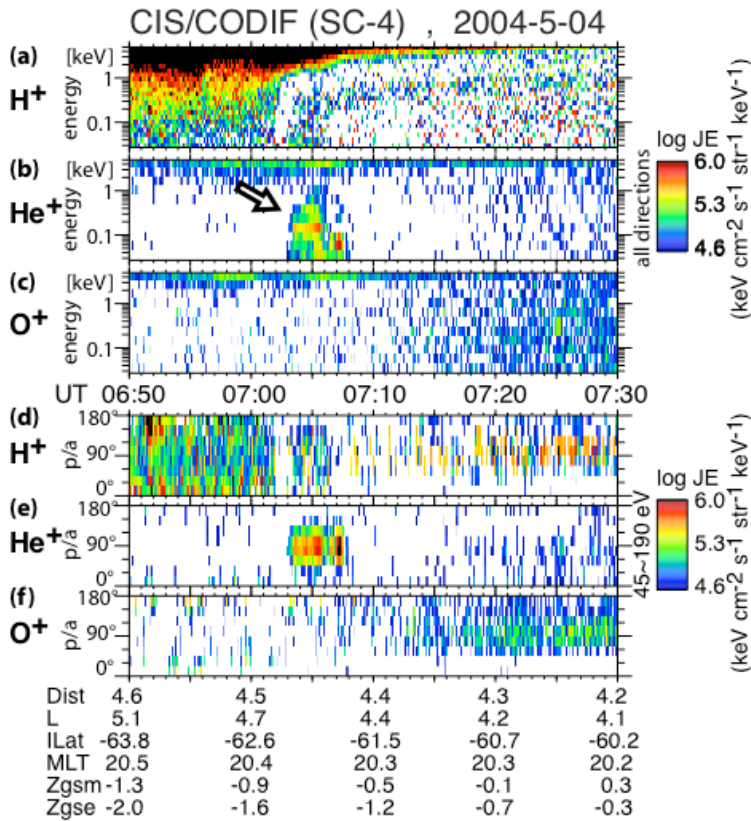 CIS/CODIF (SC-4) , 2004-5-04
(a) [keV]
H+ energy 1 0.1
(b) [keV]
He+ energy 1 0.1
(c) [keV]
O+ energy 1 0.1
all directions
log JE
6.0
5.3
4.6
(keV cm-2 s-1 str-1 keV-1)
UT 06:50 07:00 07:10 07:20 07:30
(d) 180°
H+ p/a 90°
0°
(e) 180°
He+ p/a 90°
0°
(f) 180°
O+ p/a 90°
0°
45~190 eV
log JE
6.0
5.3
4.6
(keV cm-2 s-1 str-1 keV-1)
Dist 4.6 4.5 4.4 4.3 4.2
L 5.1 4.7 4.4 4.2 4.1
ILat -63.8 -62.6 -61.5 -60.7 -60.2
MLT 20.5 20.4 20.3 20.3 20.2
Zgsm -1.3 -0.9 -0.5 -0.1 0.3
Zgse -2.0 -1.6 -1.2 -0.7 -0.3